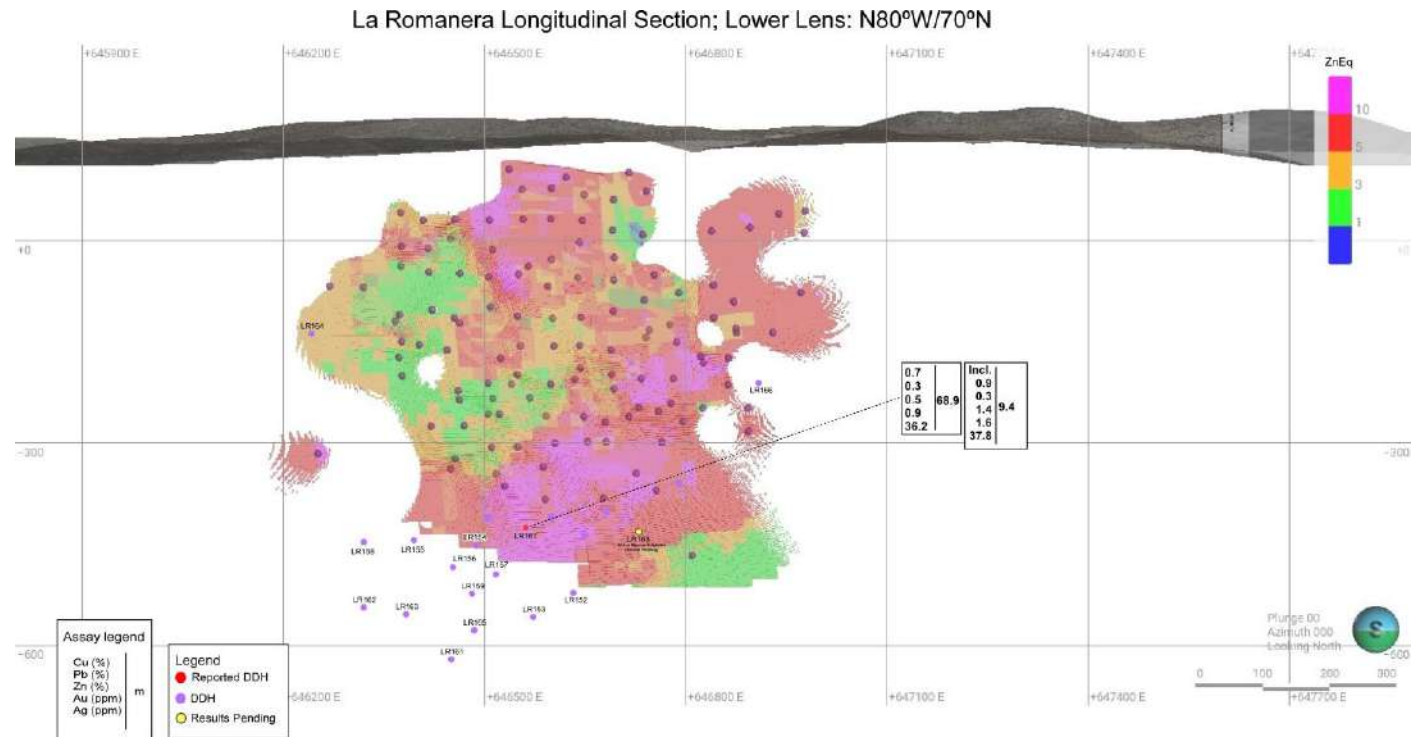 La Romanera Longitudinal Section; Lower Lens: N80ºW/70ºN
+645900 E
+646200 E
+646500 E
+646800 E
+647100 E
+647400 E
ZnEq
10
5
3
1
+0
+0
LR164
LR166
0.7
0.3
0.5
0.9
36.2
68.9
Incl.
0.9
0.3
1.4
1.6
37.8
9.4
-300
-300
LR168
LR155
LR154
LR156
LR157
LR159
LR152
LR162
LR160
LR163
LR165
LR161
Assay legend
Cu (%)
Pb (%)
Zn (%)
Au (ppm)
Ag (ppm)
m
Legend
Reported DDH
DDH
Results Pending
Plunge 00
Azimuth 000
Looking North
S
-600
-600
0 100 200 300
+646200 E
+646500 E
+646800 E
+647100 E
+647400 E
+647700 E